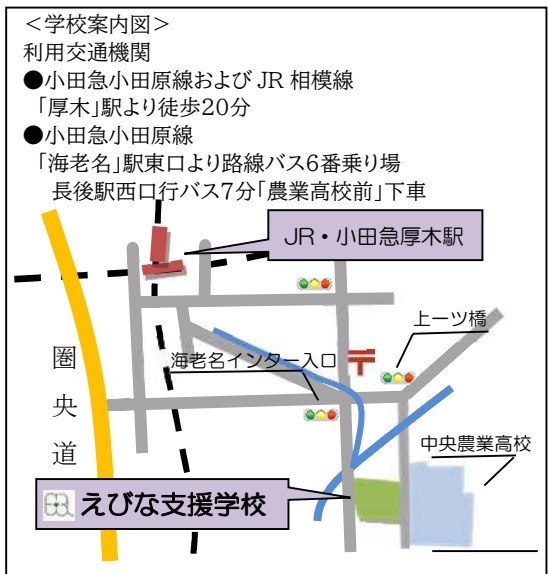 <学校案内図>
利用交通機関
●小田急小田原線および JR 相模線
「厚木」駅より徒歩20分
●小田急小田原線
「海老名」駅東口より路線バス6番乗り場
長後駅西口行バス7分「農業高校前」下車
JR・小田急厚木駅
上一ツ橋
海老名インター入口
圏央道
中央農業高校
えびな支援学校